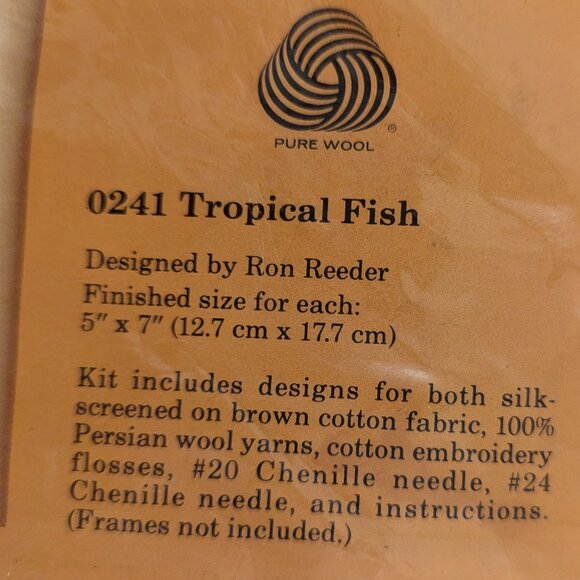 PURE WOOL
0241 Tropical Fish
Designed by Ron Reeder
Finished size for each:
5″ x 7″ (12.7 cm x 17.7 cm)
Kit includes designs for both silk-
screened on brown cotton fabric, 100%
Persian wool yarns, cotton embroidery
flosses, #20 Chenille needle, #24
Chenille needle, and instructions.
(Frames not included.)